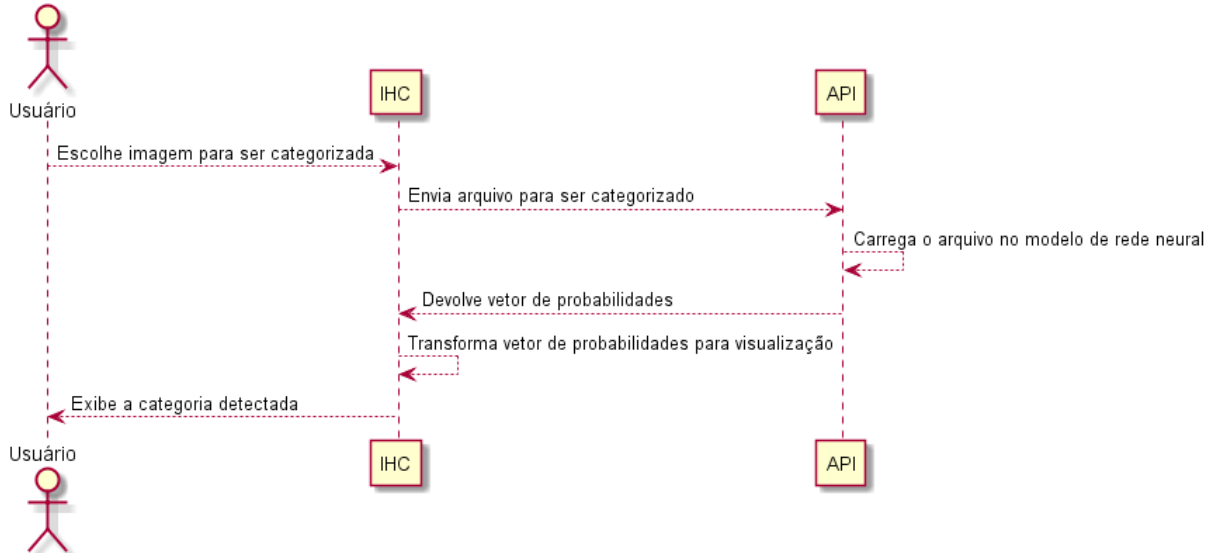 Usuário
IHC
API
Escolhe imagem para ser categorizada
Envia arquivo para ser categorizado
Carrega o arquivo no modelo de rede neural
Devolve vetor de probabilidades
Transforma vetor de probabilidades para visualização
Exibe a categoria detectada
Usuário
IHC
API